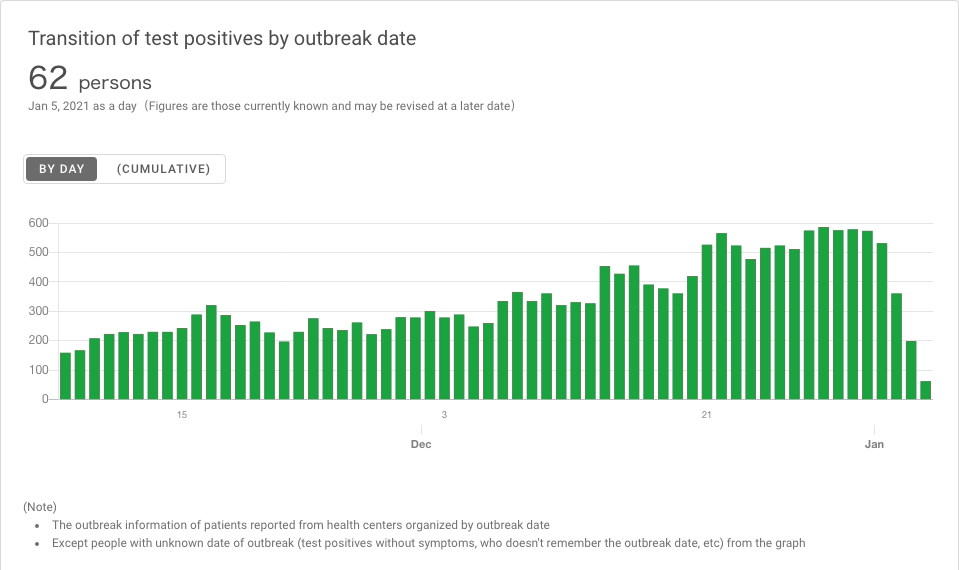 Transition of test positives by outbreak date
62 persons
Jan 5, 2021 as a day（Figures are those currently known and may be revised at a later date）
BY DAY (CUMULATIVE)
600
500
400
300
200
100
0
15 3 21
Dec Jan
(Note)
• The outbreak information of patients reported from health centers organized by outbreak date
• Except people with unknown date of outbreak (test positives without symptoms, who doesn't remember the outbreak date, etc) from the graph